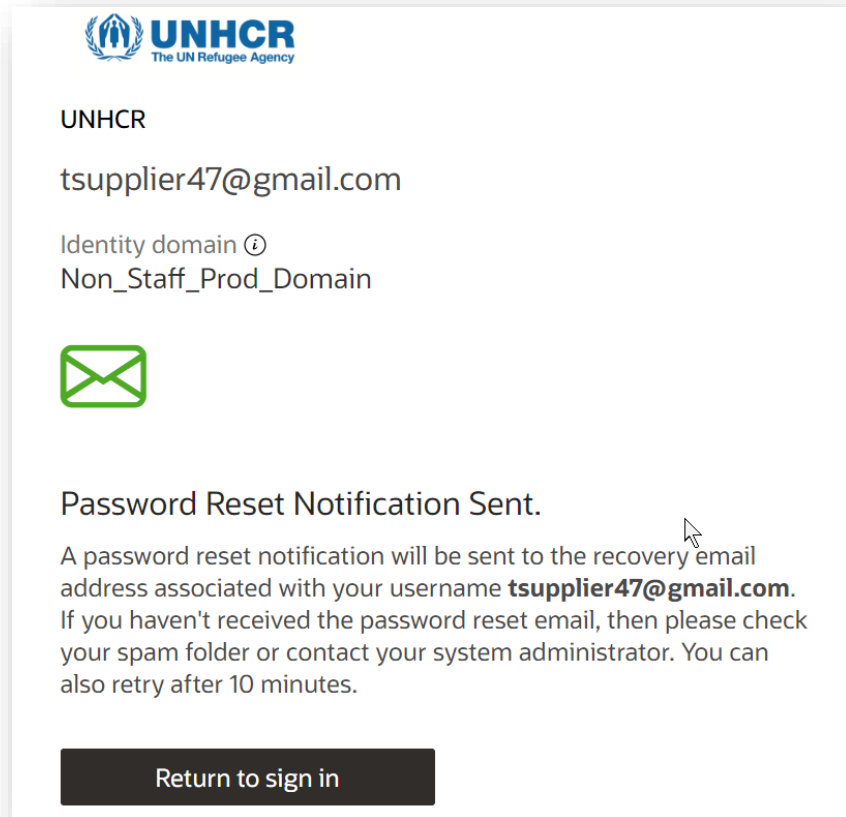 UNHCR
The UN Refugee Agency
UNHCR
tsupplier47@gmail.com
Identity domain i
Non_Staff_Prod_Domain
Password Reset Notification Sent.
A password reset notification will be sent to the recovery email
address associated with your username tsupplier47@gmail.com.
If you haven't received the password reset email, then please check
your spam folder or contact your system administrator. You can
also retry after 10 minutes.
Return to sign in